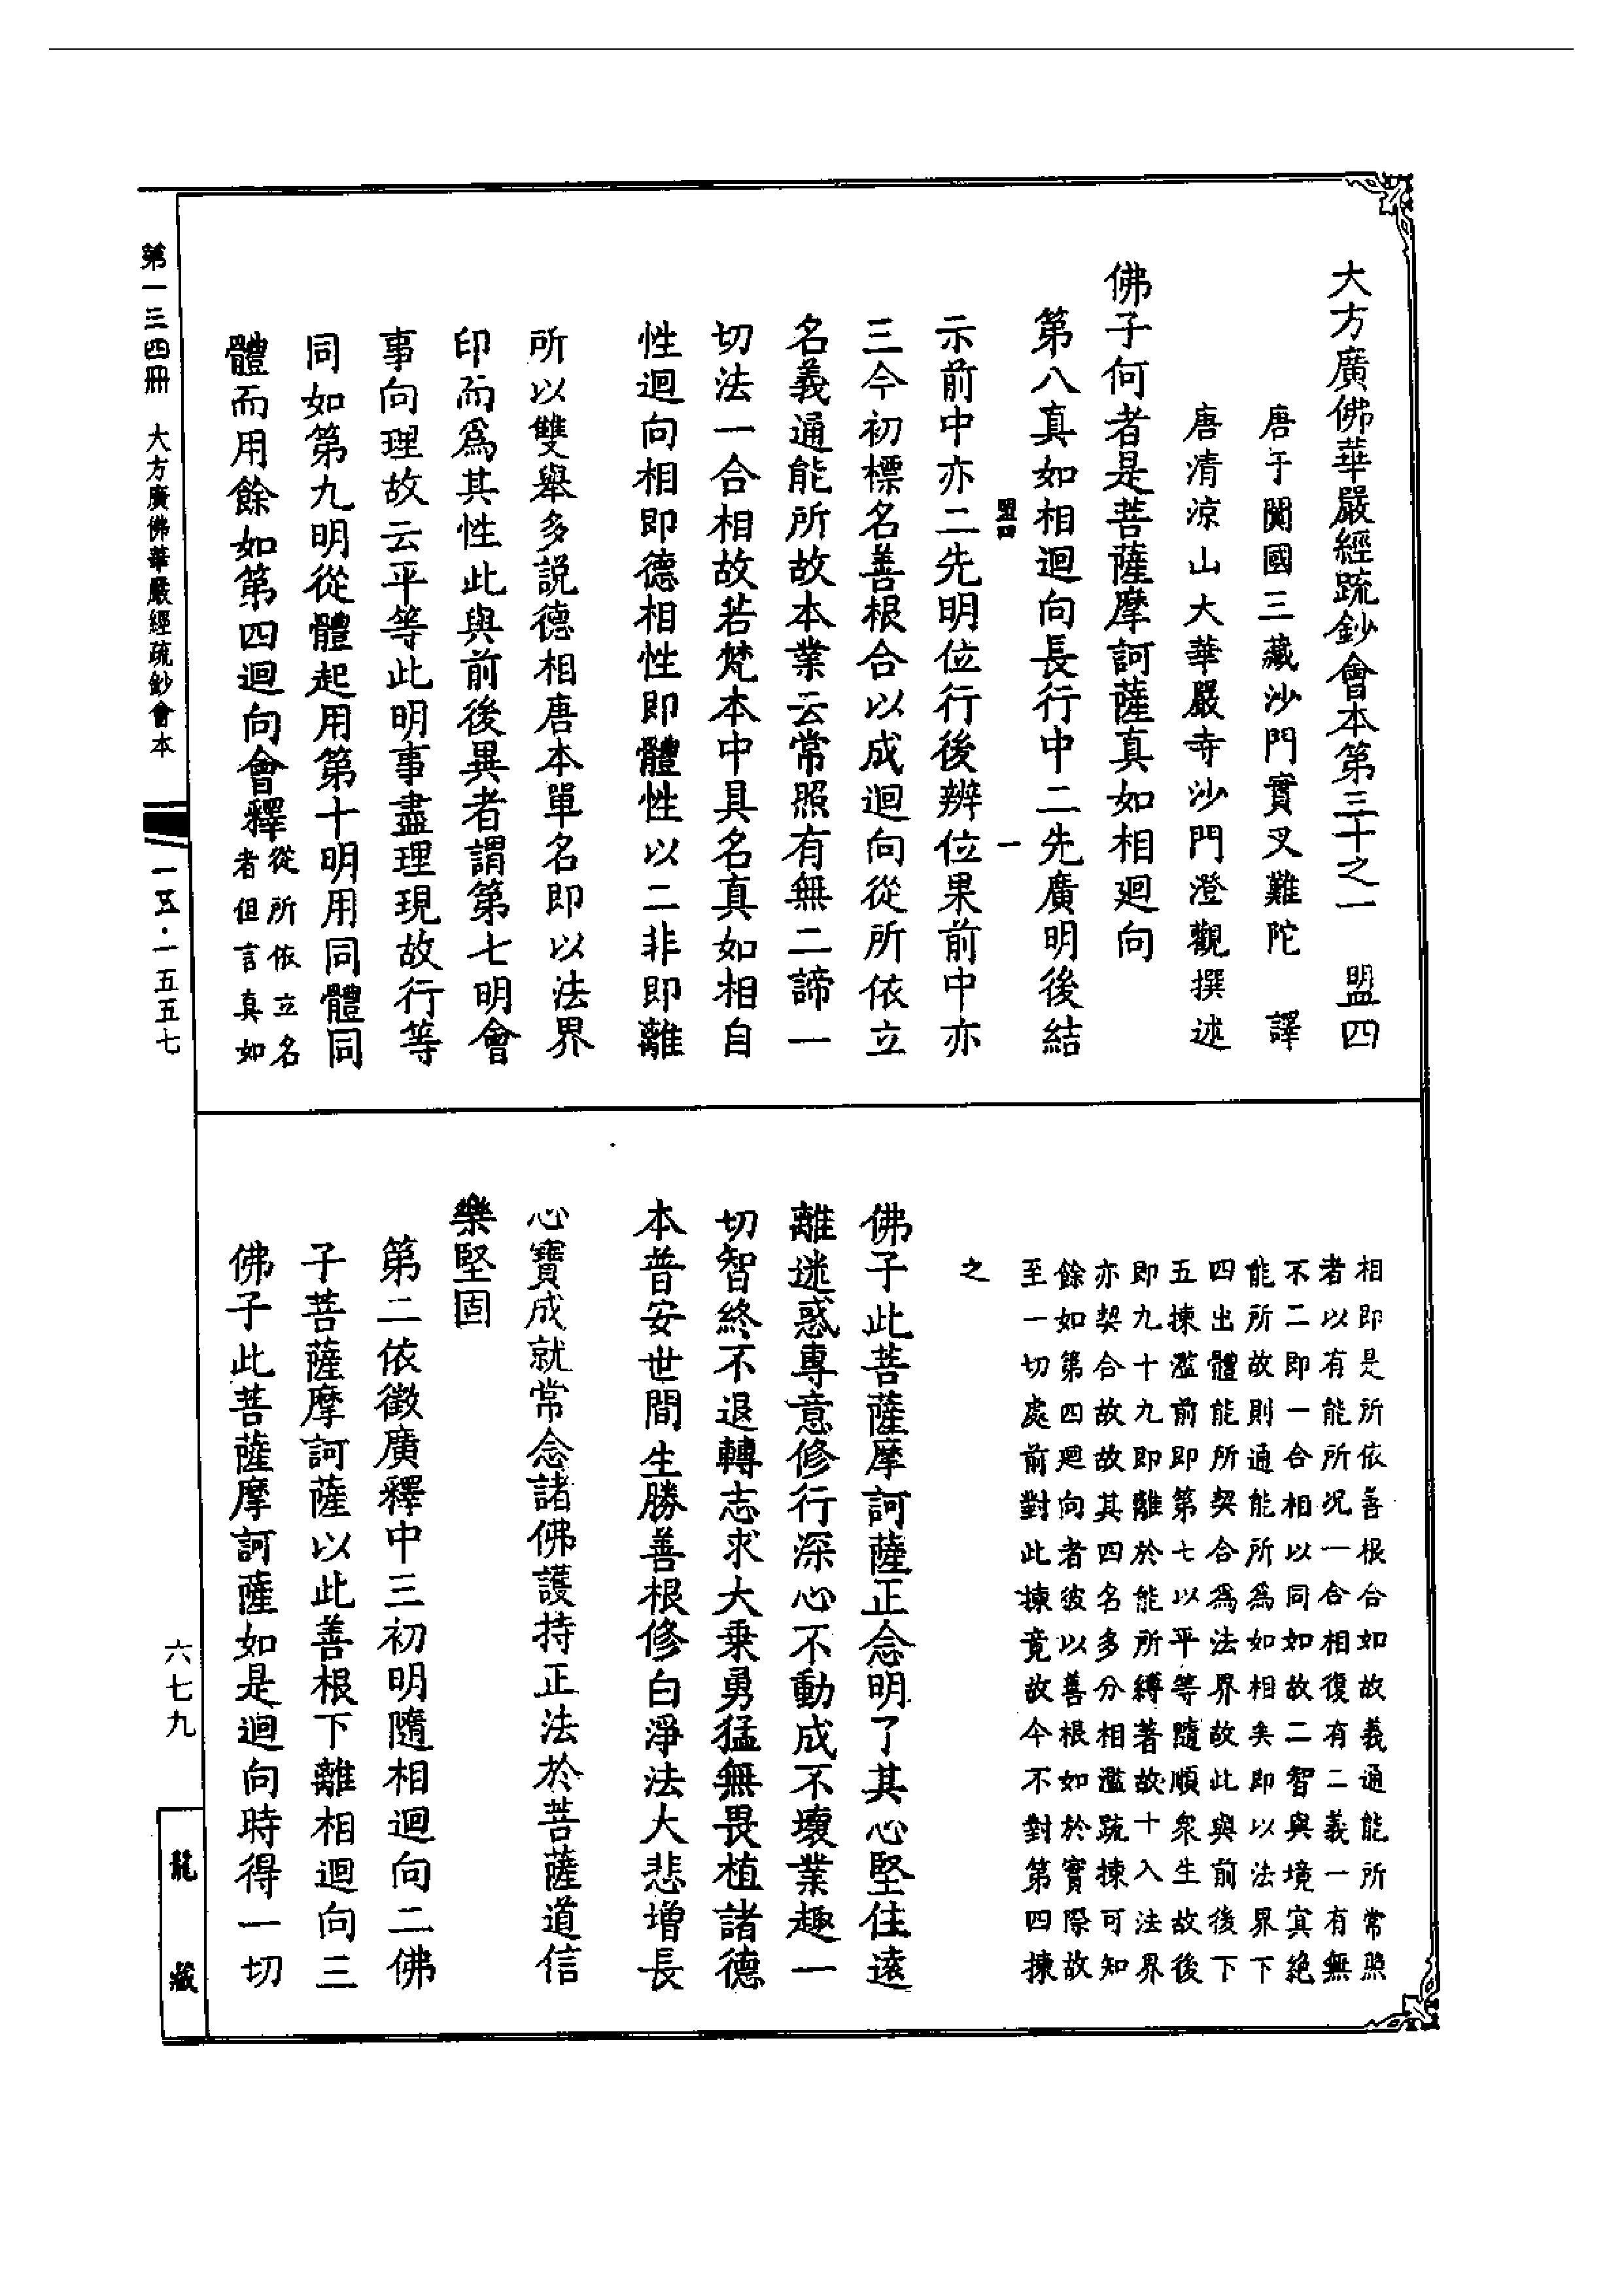 大方廣佛華嚴經疏鈔會本第三十之一　盟四
唐于闐國三藏沙門實叉難陀　譯
唐清涼山大華嚴寺沙門澄觀撰述
佛子何者是菩薩摩訶薩真如相迴向
第八真如相迴向長行中二先廣明後結
盟四　一
示前中亦二先明位行後辨位果前中亦
三今初標名善根合以成迴向從所依立
名義通能所故本業云常照有無二諦一
切法一合相故若梵本中具名真如相自
性迴向相即德相性即體性以二非即離
所以雙舉多說德相唐本單名即以法界
印而爲其性此與前後異者謂第七明會
事向理故云平等此明事盡理現故行等
同如第九明從體起用第十明用同體同
體而用餘如第四迴向會釋
從所依立名
者但言真如
相即是所依善根合如故義通能所常照
者以有能所況一合相復有二義一有無
不二即一合相以同如故二智與境冥絶
能所故則通能所爲如相矣即以法界下
四出體能所契合爲法界故此與前後下
五揀濫前即第七以平等隨順衆生故後
即九十九即離於能所縛著故十入法界
亦契合故故其四名多分相濫疏揀可知
餘如第四迴向者彼以善根如於實際故
至一切處前對此揀竟故今不對第四揀
之
佛子此菩薩摩訶薩正念明了其心堅住遠
離迷惑專意修行深心不動成不壞業趣一
切智終不退轉志求大乘勇猛無畏植諸德
本普安世間生勝善根修白淨法大悲增長
心寶成就常念諸佛護持正法於菩薩道信
樂堅固
第二依徵廣釋中三初明隨相迴向二佛
子菩薩摩訶薩以此善根下離相迴向三
佛子此菩薩摩訶薩如是迴向時得一切
第一三四冊　大方廣佛華嚴經疏鈔會本
一五·一五五七
六七九
龍藏